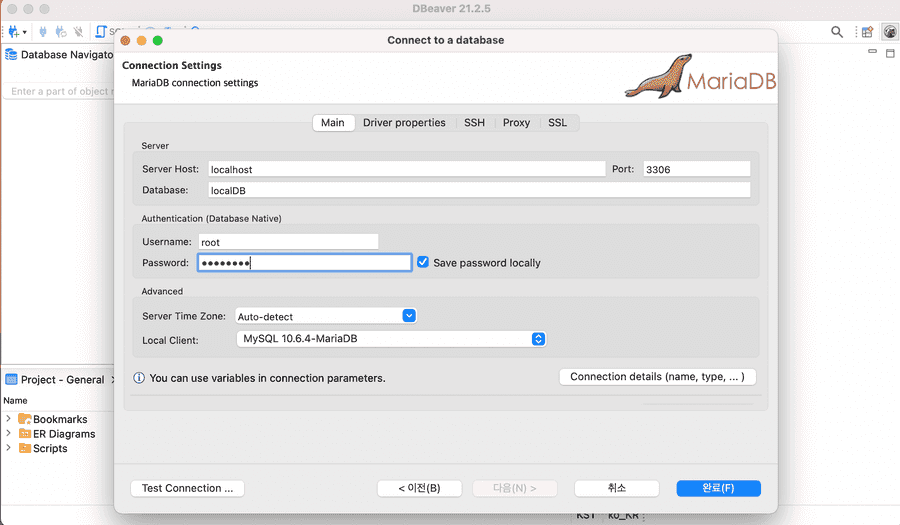 DBeaver 21.2.5
Database Navigato
Enter a part of object
Connect to a database
Connection Settings
MariaDB connection settings
MariaDB
Main Driver properties SSH Proxy SSL
Server
Server Host: localhost Port: 3306
Database: localDB
Authentication (Database Native)
Username: root
Password: ••••••••
Save password locally
Advanced
Server Time Zone: Auto-detect
Local Client: MySQL 10.6.4-MariaDB
You can use variables in connection parameters.
Connection details (name, type, ... )
Project - General
Name
Bookmarks
ER Diagrams
Scripts
Test Connection ... < 이전(B) 다음(N) > 취소 완료(F)
KST ko_KR